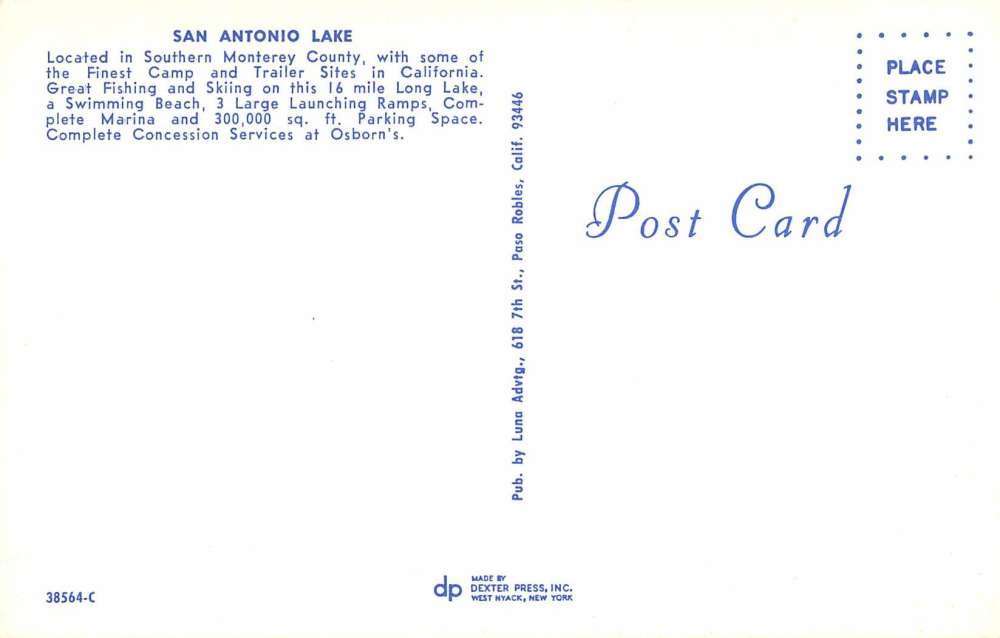 SAN ANTONIO LAKE
Located in Southern Monterey County, with some of
the Finest Camp and Trailer Sites in California.
Great Fishing and Skiing on this 16 mile Long Lake,
a Swimming Beach, 3 Large Launching Ramps, Com-
plete Marina and 300,000 sq. ft. Parking Space.
Complete Concession Services at Osborn's.
Pub. by Luna Advtg., 618 7th St., Paso Robles, Calif. 93446
PLACE
STAMP
HERE
Post Card
38564-C
dp
MADE BY
DEXTER PRESS, INC.
WEST NYACK, NEW YORK